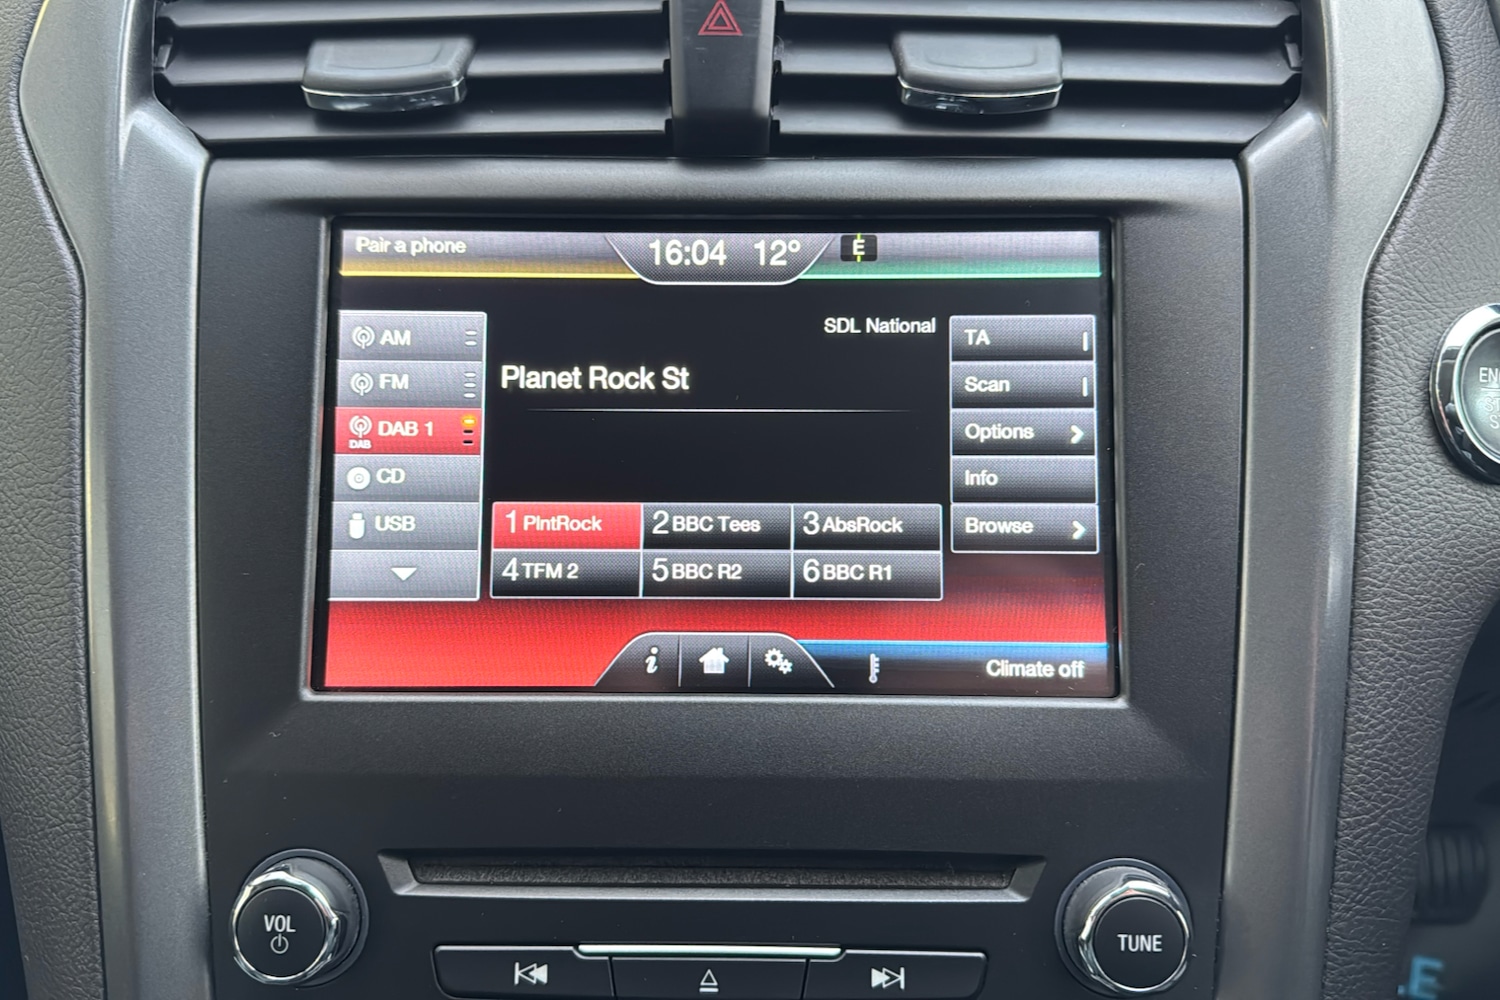 Pair a phone
16:04 12°
E
SDL National
AM
FM
DAB 1
DAB
CD
USB
Planet Rock St
TA
Scan
Options
Info
Browse
1 PlntRock
2 BBC Tees
3 AbsRock
4 TFM 2
5 BBC R2
6 BBC R1
i
Climate off
VOL
TUNE